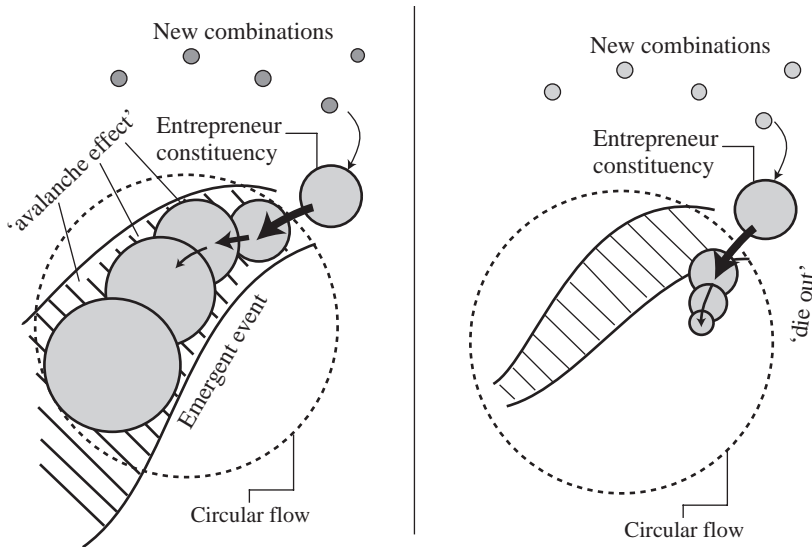 New combinations
Entrepreneur
constituency
‘avalanche effect’
Emergent event
Circular flow
New combinations
Entrepreneur
constituency
‘die out’
Circular flow